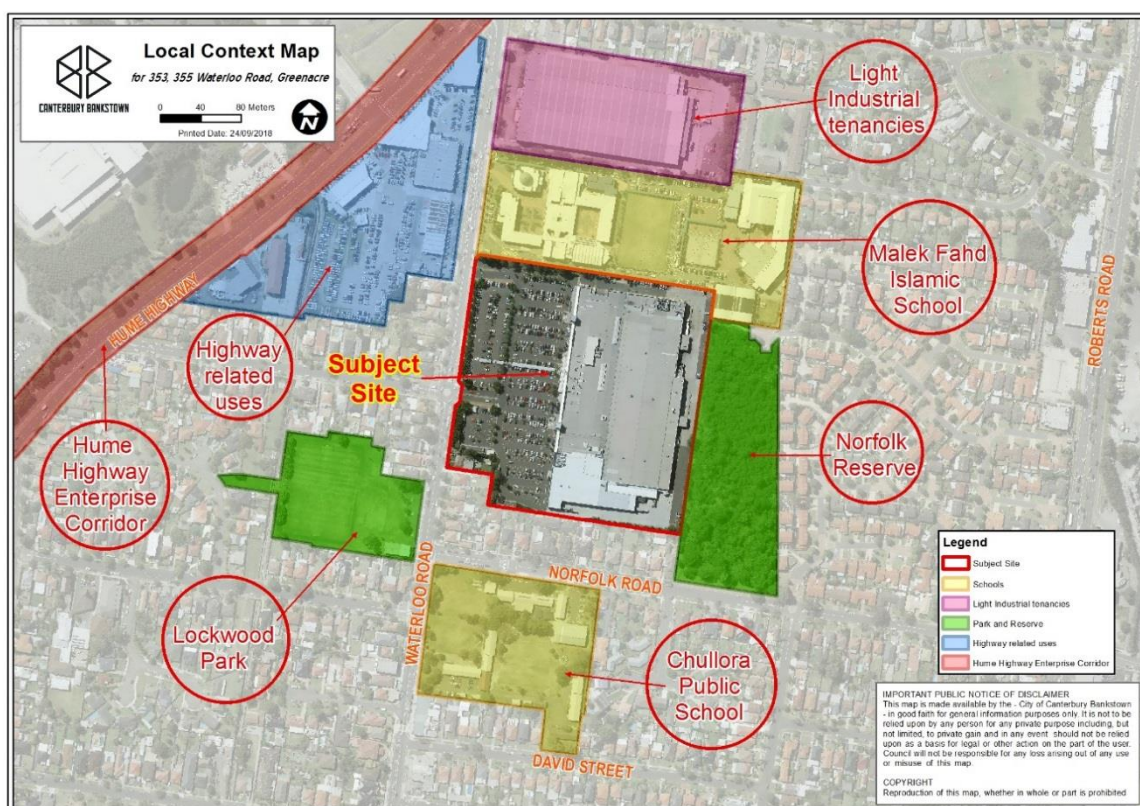 Local Context Map
for 353, 355 Waterloo Road, Greenacre
CANTERBURY BANKSTOWN
0 40 80 Meters
N
Printed Date: 24/09/2018
Light
Industrial
tenancies
Malek Fahd
Islamic
School
ROBERTS ROAD
HUME HIGHWAY
Highway
related
uses
Subject
Site
Hume
Highway
Enterprise
Corridor
Norfolk
Reserve
Lockwood
Park
WATERLOO ROAD
NORFOLK ROAD
Chullora
Public
School
DAVID STREET
Legend
Subject Site
Schools
Light Industrial tenancies
Park and Reserve
Highway related uses
Hume Highway Enterprise Corridor
IMPORTANT PUBLIC NOTICE OF DISCLAIMER
This map is made available by the - City of Canterbury Bankstown
- in good faith for general information purposes only. It is not to be
relied upon by any person for any private purpose including, but
not limited, to private gain and in any event should not be relied
upon as a basis for legal or other action on the part of the user.
Council will not be responsible for any loss arising out of any use
or misuse of this map.
COPYRIGHT
Reproduction of this map, whether in whole or part is prohibited